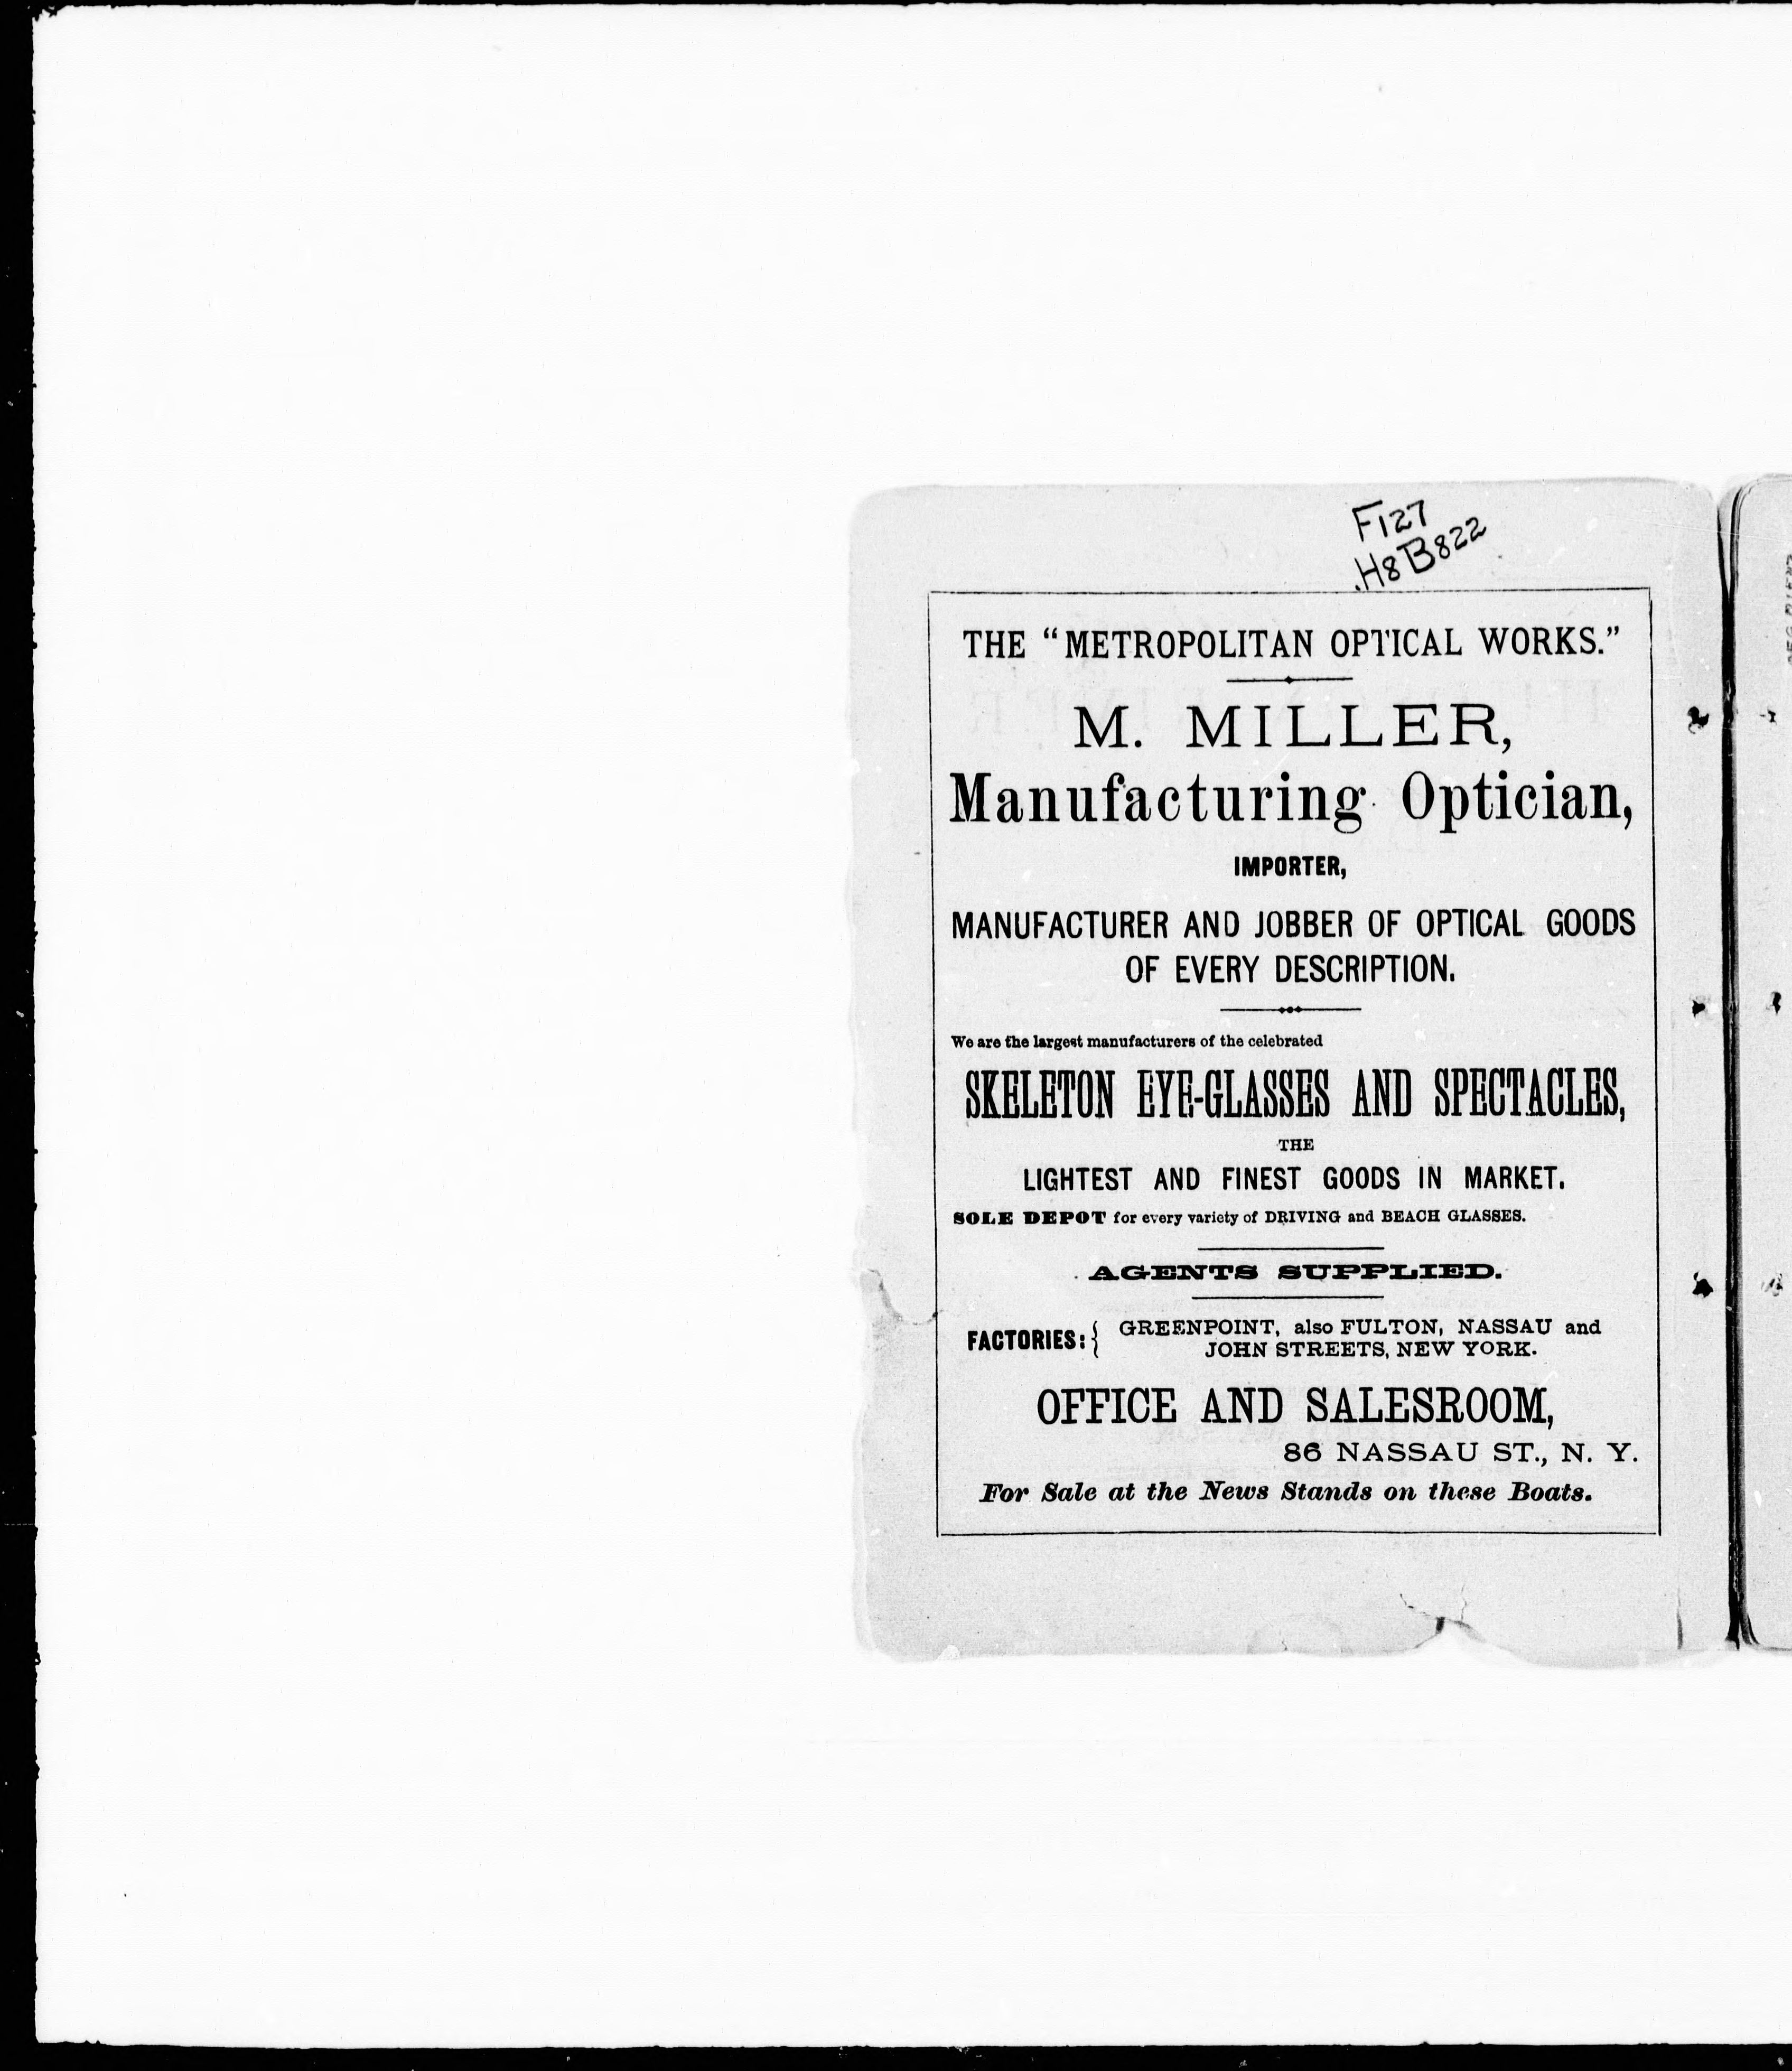 F127
.H8B822
THE “METROPOLITAN OPTICAL WORKS.”
M. MILLER,
Manufacturing Optician,
IMPORTER,
MANUFACTURER AND JOBBER OF OPTICAL GOODS
OF EVERY DESCRIPTION.
We are the largest manufacturers of the celebrated
SKELETON EYE-GLASSES AND SPECTACLES,
THE
LIGHTEST AND FINEST GOODS IN MARKET.
SOLE DEPOT for every variety of DRIVING and BEACH GLASSES.
AGENTS SUPPLIED.
FACTORIES: { GREENPOINT, also FULTON, NASSAU and
JOHN STREETS, NEW YORK.
OFFICE AND SALESROOM,
86 NASSAU ST., N. Y.
For Sale at the News Stands on these Boats.